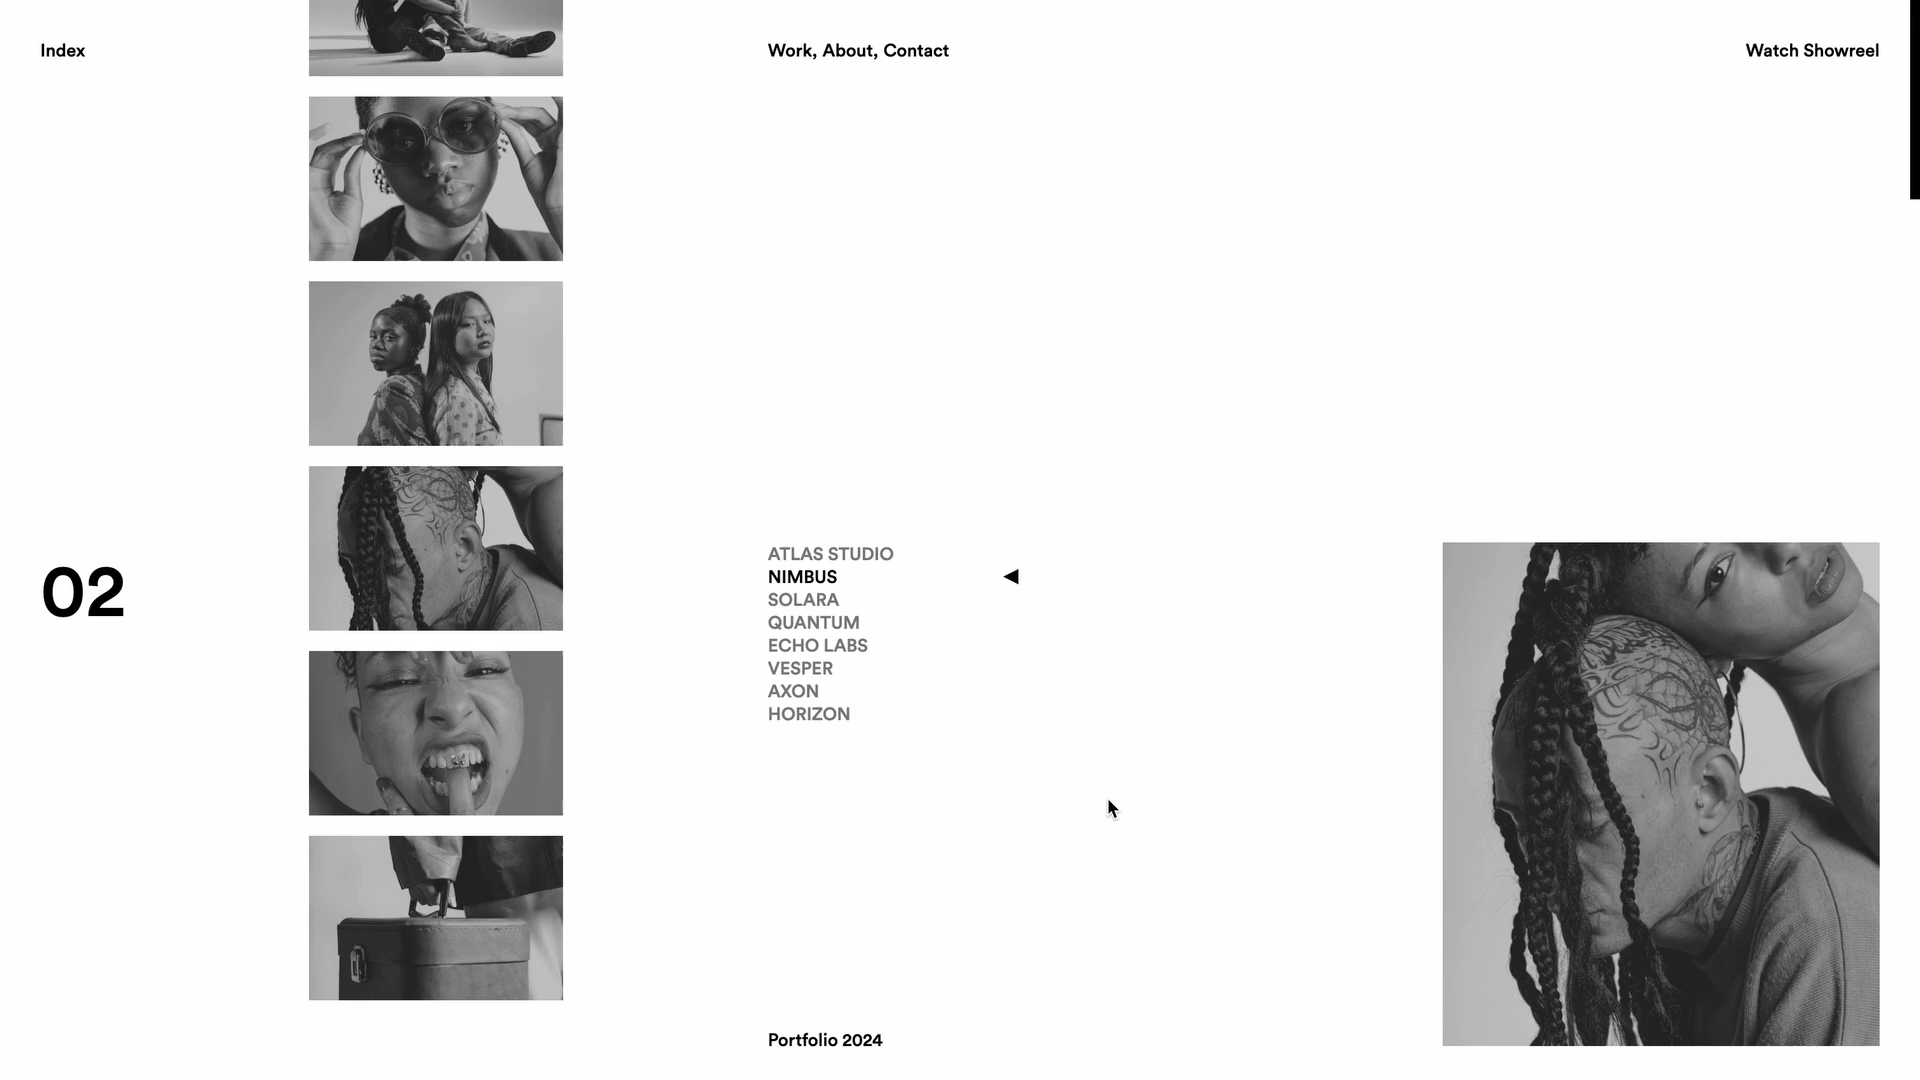 Index
Work, About, Contact
Watch Showreel
02
ATLAS STUDIO
NIMBUS
SOLARA
QUANTUM
ECHO LABS
VESPER
AXON
HORIZON
Portfolio 2024